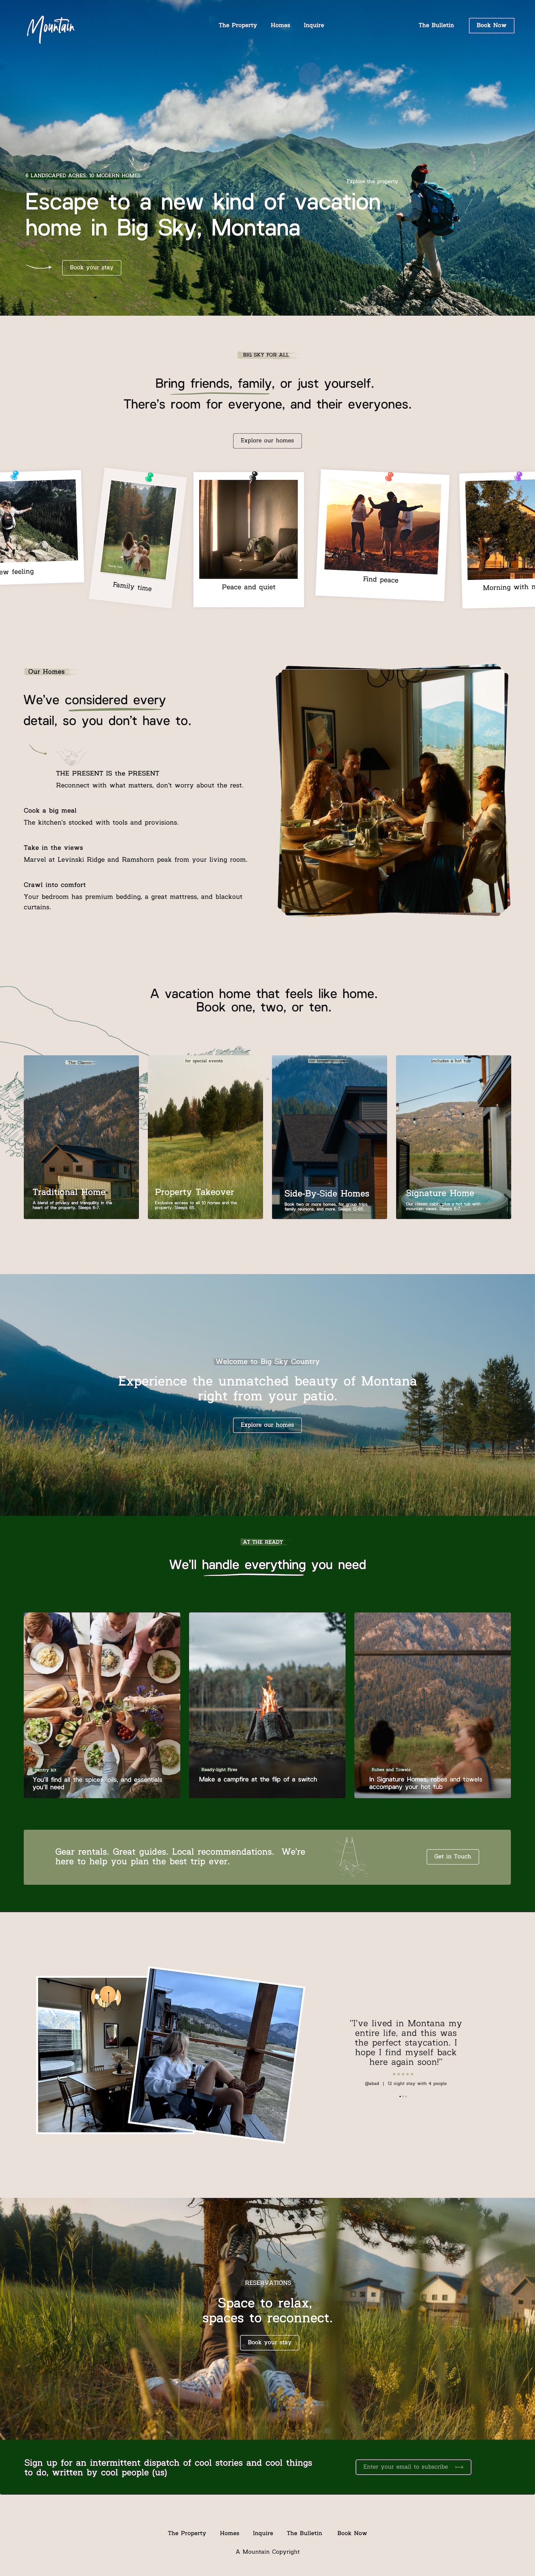 Mountain
The Property Homes Inquire The Bulletin Book Now
6 LANDSCAPED ACRES: 10 MODERN HOMES
Explore the property
Escape to a new kind of vacation
home in Big Sky, Montana
Book your stay
BIG SKY FOR ALL
Bring friends, family, or just yourself.
There's room for everyone, and their everyones.
Explore our homes
ew feeling
Family time
Peace and quiet
Find peace
Morning with
Our Homes
We've considered every
detail, so you don't have to.
THE PRESENT IS the PRESENT
Reconnect with what matters, don't worry about the rest.
Cook a big meal
The kitchen's stocked with tools and provisions.
Take in the views
Marvel at Levinski Ridge and Ramshorn peak from your living room.
Crawl into comfort
Your bedroom has premium bedding, a great mattress, and blackout
curtains.
A vacation home that feels like home.
Book one, two, or ten.
The Classic
for special events
includes a hot tub
Traditional Home
A blend of privacy and tranquility in the
heart of the property. Sleeps 6-7.
Property Takeover
Exclusive access to all 10 homes and the
property. Sleeps 65.
Side-By-Side Homes
Book two or more homes, for group trips,
family reunions, and more. Sleeps 12-65.
Signature Home
Our classic cabin, plus a hot tub with
mountain views. Sleeps 6-7.
Welcome to Big Sky Country
Experience the unmatched beauty of Montana
right from your patio.
Explore our homes
AT THE READY
We'll handle everything you need
pantry kit
You'll find all the spices, oils, and essentials
you'll need
Ready-light Fires
Make a campfire at the flip of a switch
Robes and Towels
In Signature Homes, robes and towels
accompany your hot tub
Gear rentals. Great guides. Local recommendations. We're
here to help you plan the best trip ever.
Get in Touch
"I've lived in Montana my
entire life, and this was
the perfect staycation. I
hope I find myself back
here again soon!"
@abad | 12 night stay with 4 people
RESERVATIONS
Space to relax,
spaces to reconnect.
Book your stay
Sign up for an intermittent dispatch of cool stories and cool things
to do, written by cool people (us)
Enter your email to subscribe
The Property Homes Inquire The Bulletin Book Now
A Mountain Copyright